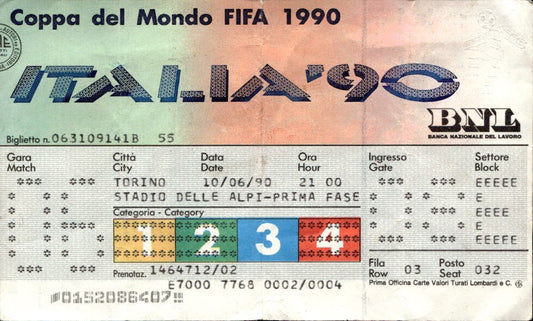 Coppa del Mondo FIFA 1990
ITALIA'90
BNL
BANCA NAZIONALE DEL LAVORO
Biglietto n.063109141B 55
Gara Città Data Ora Ingresso Settore
Match City Date Hour Gate Block
*** *** TORINO 10/06/90 21 00 *** *** EEEEE
STADIO DELLE ALPI-PRIMA FASE E
Categoria - Category EEEEE
1 2 3 4 E
EEEEE
Prenotaz. 1464712/02
Fila Row 03 Posto Seat 032
E7000 7768 0002/0004
Prima Officina Carte Valori Turati Lombardi e C.
0152086407